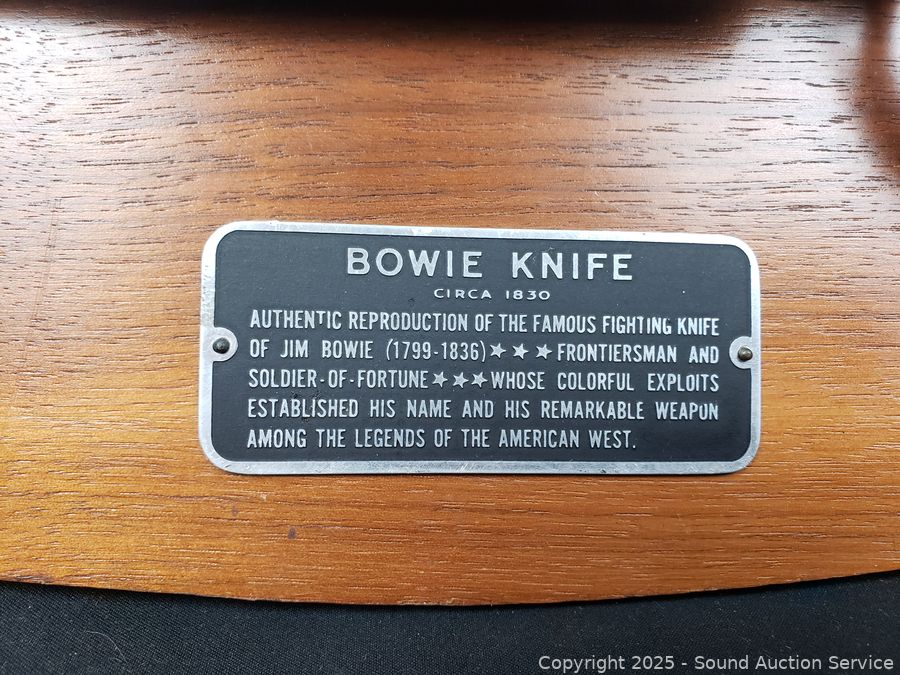 BOWIE KNIFE
CIRCA 1830
AUTHENTIC REPRODUCTION OF THE FAMOUS FIGHTING KNIFE
OF JIM BOWIE (1799-1836)★★★FRONTIERSMAN AND
SOLDIER-OF-FORTUNE★★★WHOSE COLORFUL EXPLOITS
ESTABLISHED HIS NAME AND HIS REMARKABLE WEAPON
AMONG THE LEGENDS OF THE AMERICAN WEST.
Copyright 2025 - Sound Auction Service